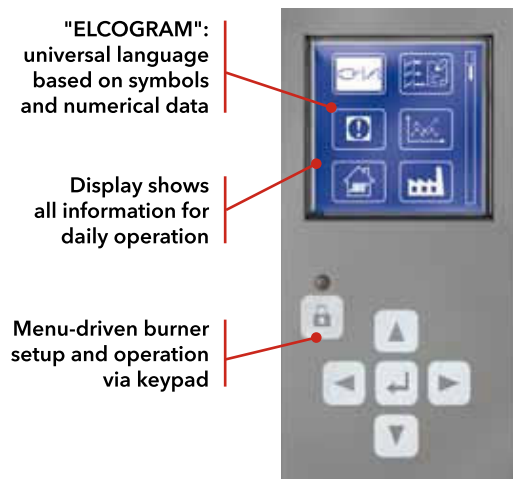 "ELCOGRAM":
universal language
based on symbols
and numerical data
Display shows
all information for
daily operation
Menu-driven burner
setup and operation
via keypad